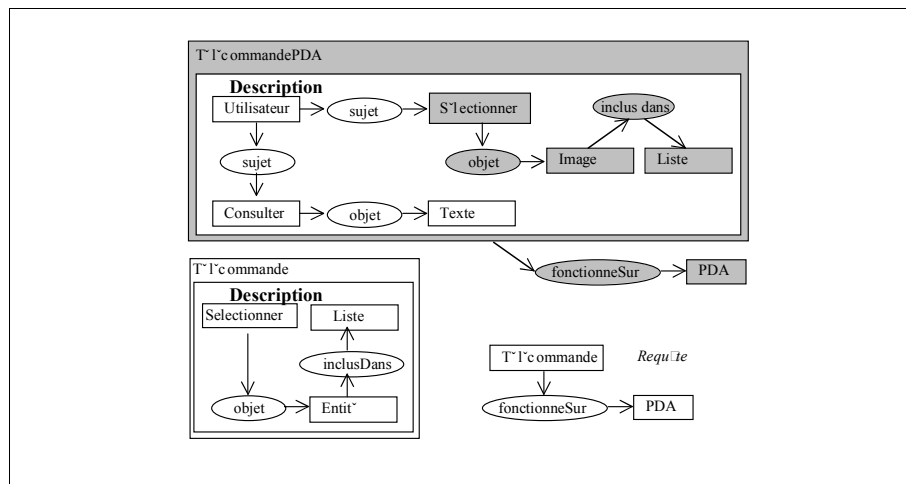 T˘l˘commandePDA
Description
Utilisateur
sujet
S˘lectionner
inclus dans
sujet
objet
Image
Liste
Consulter
objet
Texte
fonctionneSur
PDA
T˘l˘commande
Description
Selectionner
Liste
inclusDans
objet
Entit˘
T˘l˘commande
Requ□te
fonctionneSur
PDA